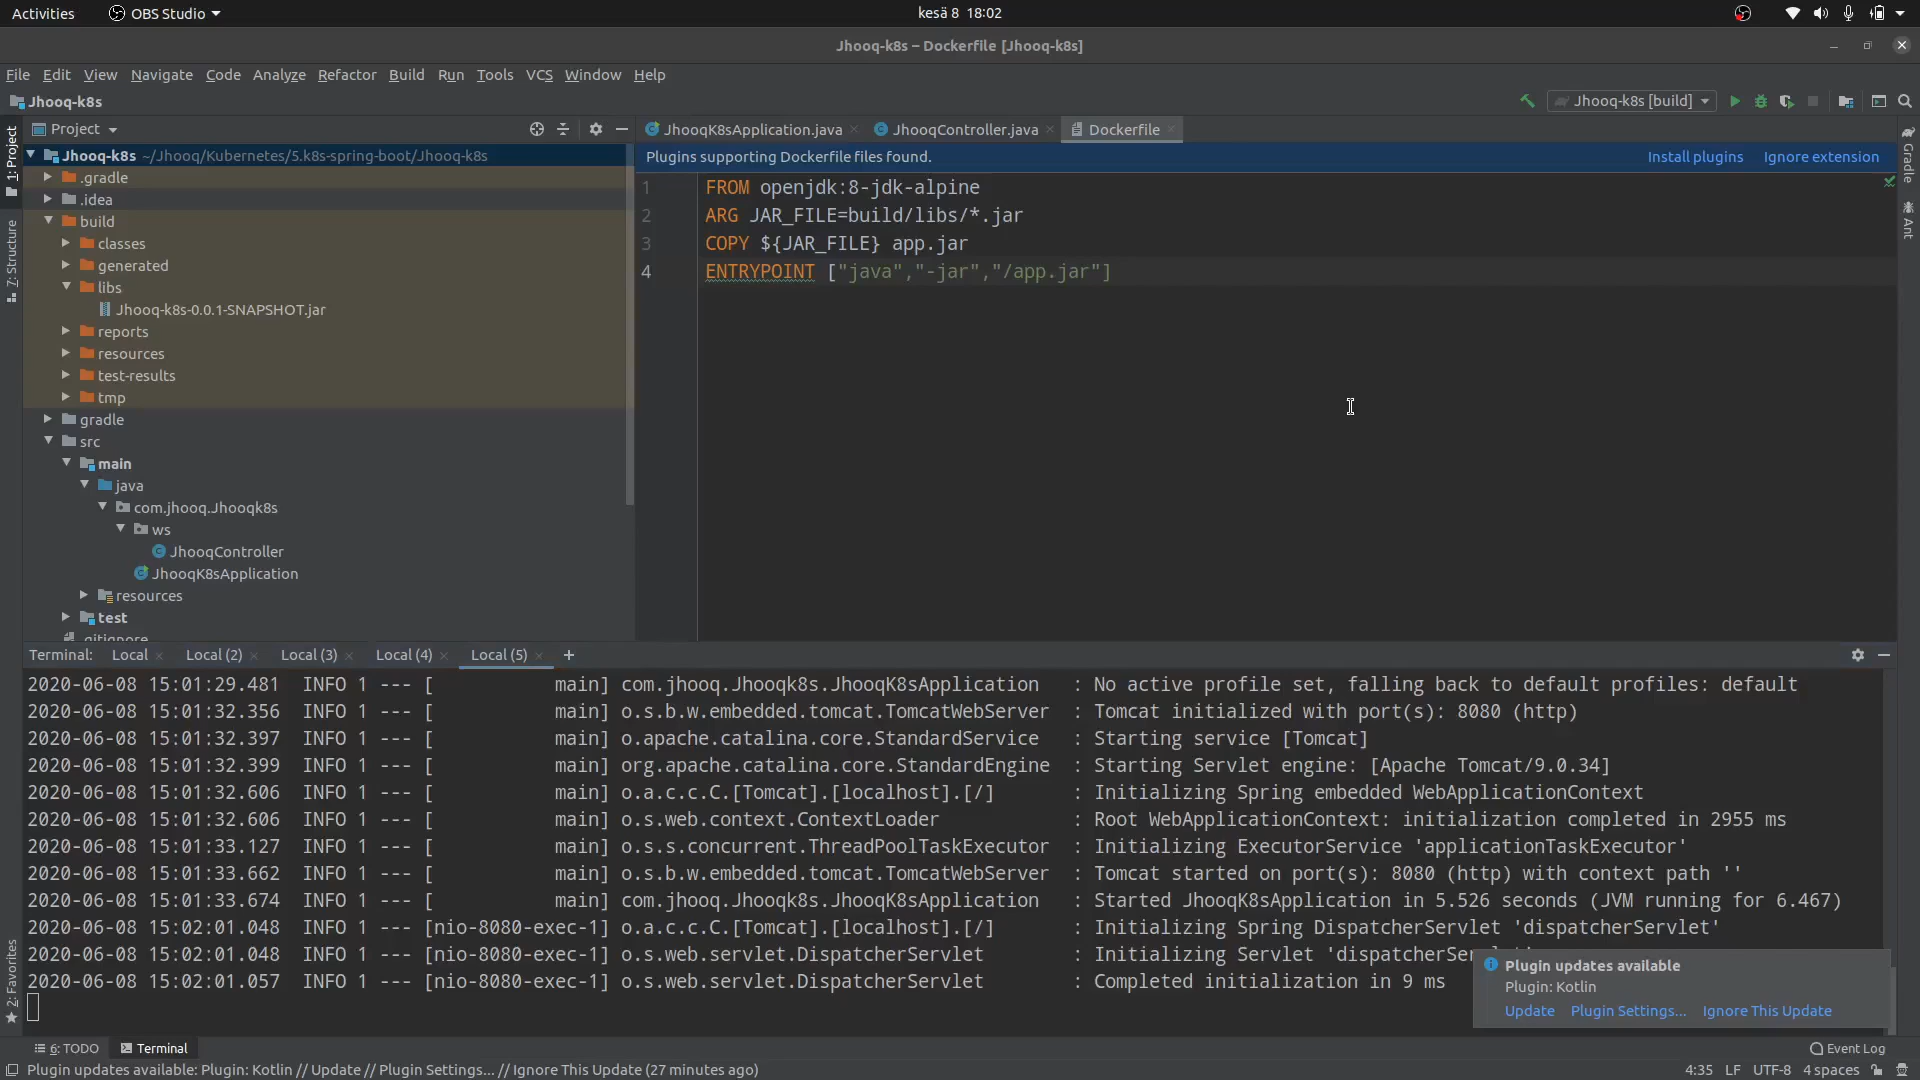 Activities OBS Studio kesä 8 18:02
Jhooq-k8s – Dockerfile [Jhooq-k8s]
File Edit View Navigate Code Analyze Refactor Build Run Tools VCS Window Help
Jhooq-k8s Jhooq-k8s [build]
1: Project
7: Structure
2: Favorites
Project
Jhooq-k8s ~/Jhooq/Kubernetes/5.k8s-spring-boot/Jhooq-k8s
.gradle
.idea
build
classes
generated
libs
Jhooq-k8s-0.0.1-SNAPSHOT.jar
reports
resources
test-results
tmp
gradle
src
main
java
com.jhooq.Jhooqk8s
ws
JhooqController
JhooqK8sApplication
resources
test
.gitignore
JhooqK8sApplication.java JhooqController.java Dockerfile
Plugins supporting Dockerfile files found. Install plugins Ignore extension
1 FROM openjdk:8-jdk-alpine
2 ARG JAR_FILE=build/libs/*.jar
3 COPY ${JAR_FILE} app.jar
4 ENTRYPOINT ["java","-jar","/app.jar"]
Gradle
Ant
Terminal: Local Local (2) Local (3) Local (4) Local (5) +
2020-06-08 15:01:29.481 INFO 1 --- [ main] com.jhooq.Jhooqk8s.JhooqK8sApplication : No active profile set, falling back to default profiles: default
2020-06-08 15:01:32.356 INFO 1 --- [ main] o.s.b.w.embedded.tomcat.TomcatWebServer : Tomcat initialized with port(s): 8080 (http)
2020-06-08 15:01:32.397 INFO 1 --- [ main] o.apache.catalina.core.StandardService : Starting service [Tomcat]
2020-06-08 15:01:32.399 INFO 1 --- [ main] org.apache.catalina.core.StandardEngine : Starting Servlet engine: [Apache Tomcat/9.0.34]
2020-06-08 15:01:32.606 INFO 1 --- [ main] o.a.c.c.C.[Tomcat].[localhost].[/] : Initializing Spring embedded WebApplicationContext
2020-06-08 15:01:32.606 INFO 1 --- [ main] o.s.web.context.ContextLoader : Root WebApplicationContext: initialization completed in 2955 ms
2020-06-08 15:01:33.127 INFO 1 --- [ main] o.s.s.concurrent.ThreadPoolTaskExecutor : Initializing ExecutorService 'applicationTaskExecutor'
2020-06-08 15:01:33.662 INFO 1 --- [ main] o.s.b.w.embedded.tomcat.TomcatWebServer : Tomcat started on port(s): 8080 (http) with context path ''
2020-06-08 15:01:33.674 INFO 1 --- [ main] com.jhooq.Jhooqk8s.JhooqK8sApplication : Started JhooqK8sApplication in 5.526 seconds (JVM running for 6.467)
2020-06-08 15:02:01.048 INFO 1 --- [nio-8080-exec-1] o.a.c.c.C.[Tomcat].[localhost].[/] : Initializing Spring DispatcherServlet 'dispatcherServlet'
2020-06-08 15:02:01.048 INFO 1 --- [nio-8080-exec-1] o.s.web.servlet.DispatcherServlet : Initializing Servlet 'dispatcherSer
2020-06-08 15:02:01.057 INFO 1 --- [nio-8080-exec-1] o.s.web.servlet.DispatcherServlet : Completed initialization in 9 ms
Plugin updates available
Plugin: Kotlin
Update Plugin Settings... Ignore This Update
6: TODO Terminal Event Log
Plugin updates available: Plugin: Kotlin // Update // Plugin Settings... // Ignore This Update (27 minutes ago) 4:35 LF UTF-8 4 spaces